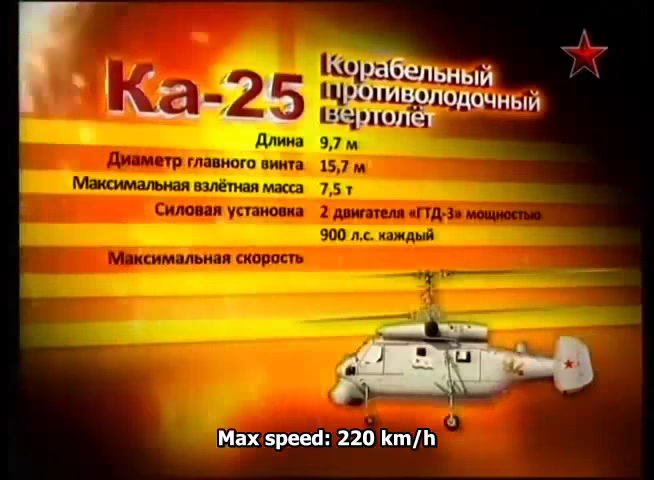 Ка-25
Корабельный
противолодочный
вертолёт
Длина 9,7 м
Диаметр главного винта 15,7 м
Максимальная взлётная масса 7,5 т
Силовая установка 2 двигателя «ГТД-3» мощностью
900 л.с. каждый
Максимальная скорость
Max speed: 220 km/h